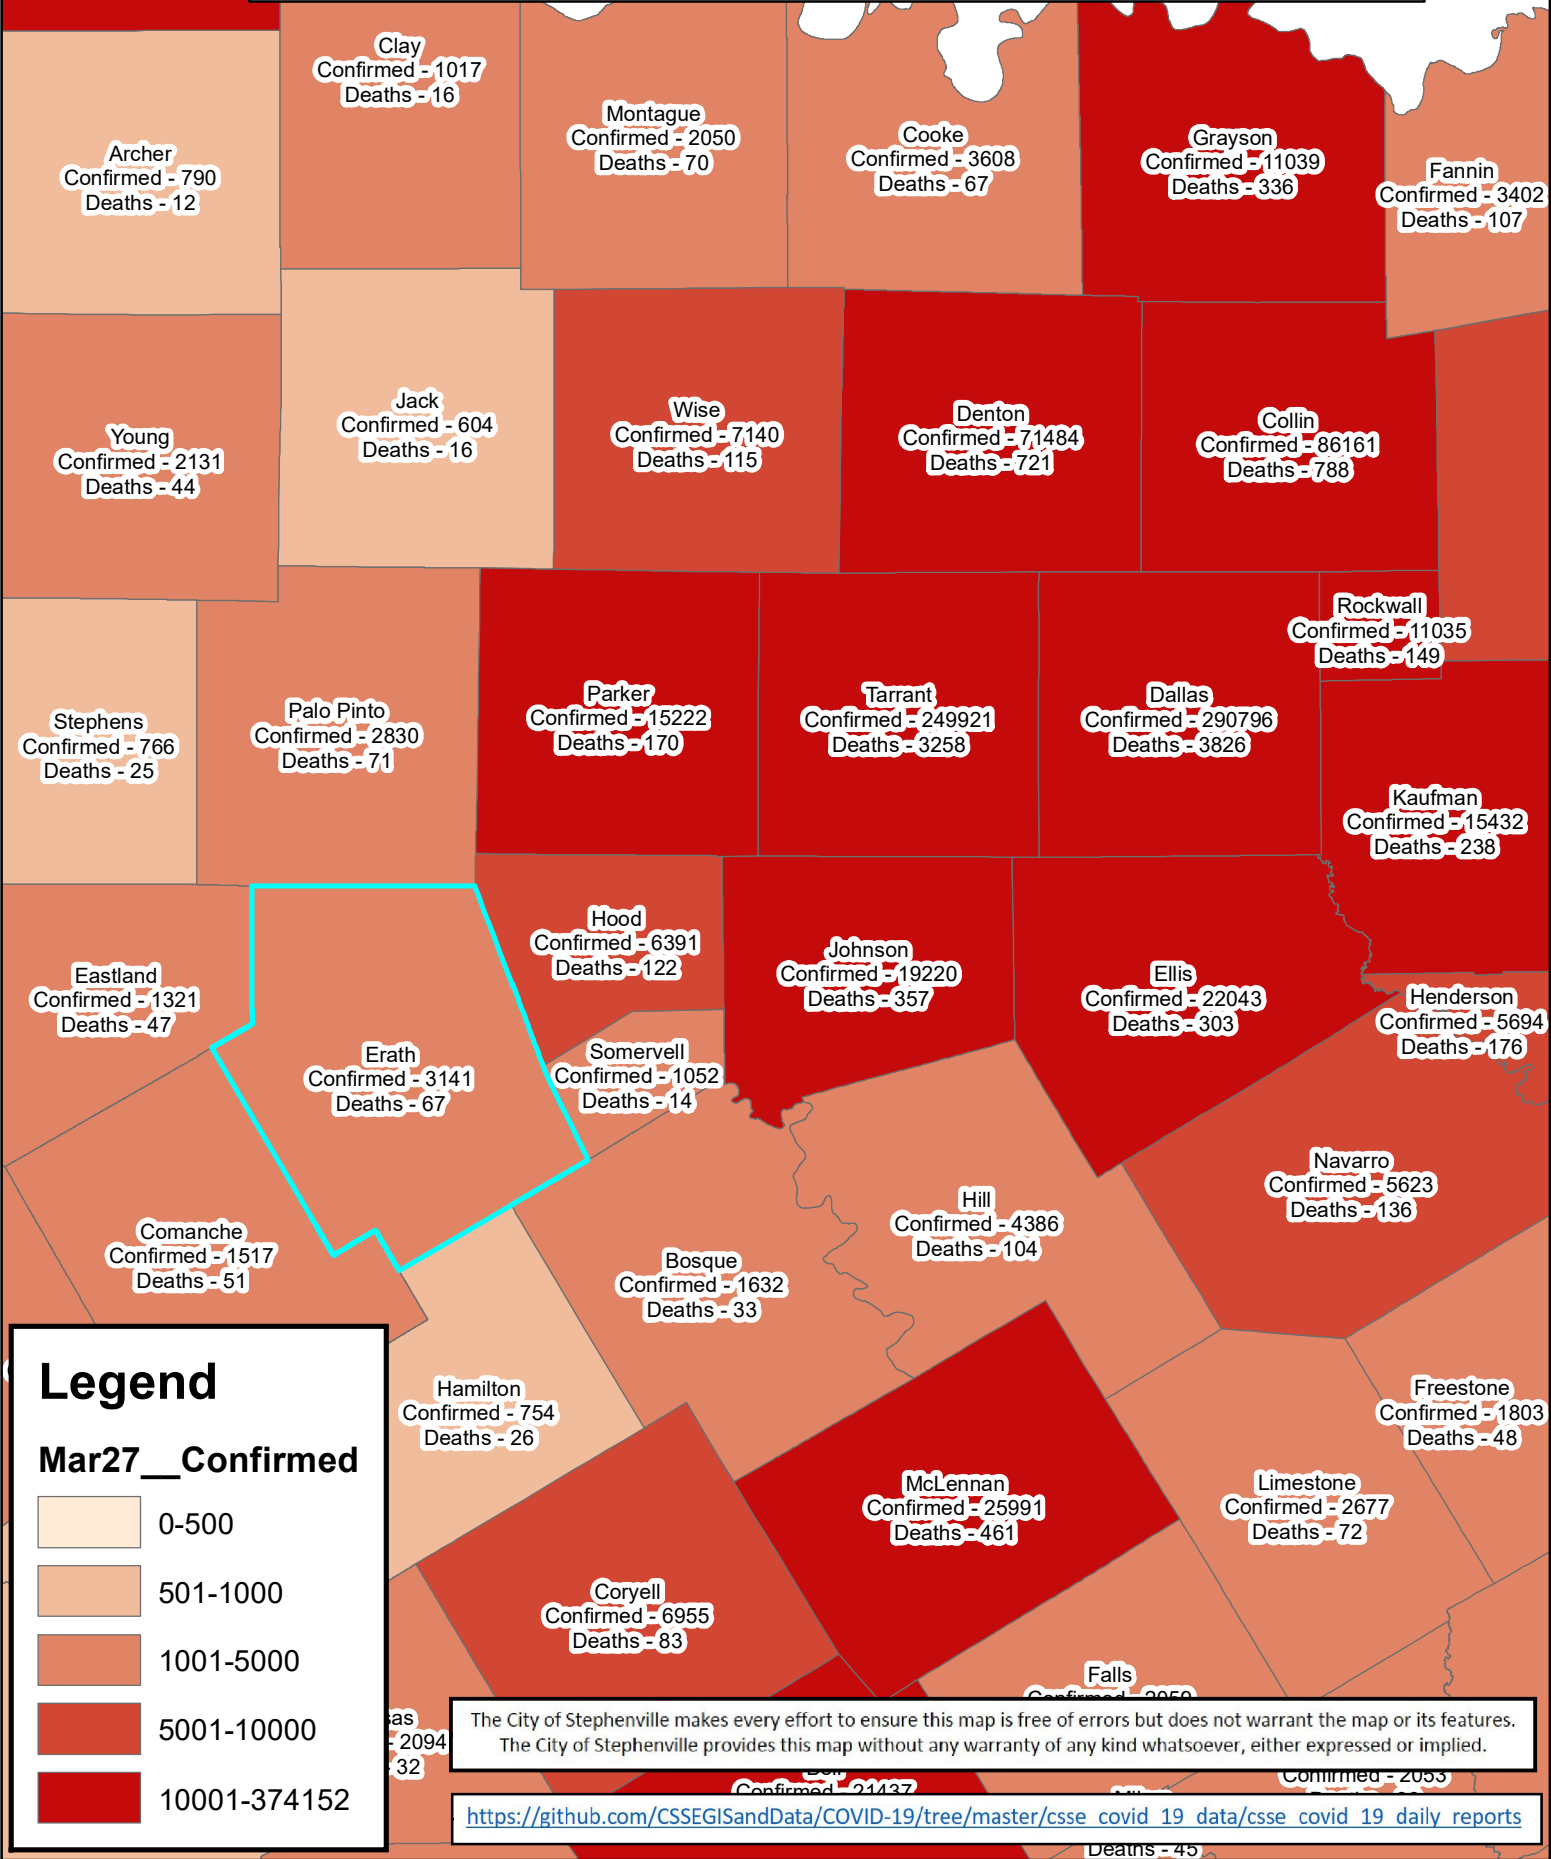 Clay
Confirmed - 1017
Deaths - 16
Montague
Confirmed - 2050
Deaths - 70
Cooke
Confirmed - 3608
Deaths - 67
Grayson
Confirmed - 11039
Deaths - 336
Archer
Confirmed - 790
Deaths - 12
Fannin
Confirmed - 3402
Deaths - 107
Young
Confirmed - 2131
Deaths - 44
Jack
Confirmed - 604
Deaths - 16
Wise
Confirmed - 7140
Deaths - 115
Denton
Confirmed - 71484
Deaths - 721
Collin
Confirmed - 86161
Deaths - 788
Rockwall
Confirmed - 11035
Deaths - 149
Stephens
Confirmed - 766
Deaths - 25
Palo Pinto
Confirmed - 2830
Deaths - 71
Parker
Confirmed - 15222
Deaths - 170
Tarrant
Confirmed - 249921
Deaths - 3258
Dallas
Confirmed - 290796
Deaths - 3826
Kaufman
Confirmed - 15432
Deaths - 238
Eastland
Confirmed - 1321
Deaths - 47
Hood
Confirmed - 6391
Deaths - 122
Johnson
Confirmed - 19220
Deaths - 357
Ellis
Confirmed - 22043
Deaths - 303
Henderson
Confirmed - 5694
Deaths - 176
Erath
Confirmed - 3141
Deaths - 67
Somervell
Confirmed - 1052
Deaths - 14
Navarro
Confirmed - 5623
Deaths - 136
Hill
Confirmed - 4386
Deaths - 104
Comanche
Confirmed - 1517
Deaths - 51
Bosque
Confirmed - 1632
Deaths - 33
Hamilton
Confirmed - 754
Deaths - 26
Freestone
Confirmed - 1803
Deaths - 48
McLennan
Confirmed - 25991
Deaths - 461
Limestone
Confirmed - 2677
Deaths - 72
Coryell
Confirmed - 6955
Deaths - 83
Falls
sas
- 2094
- 32
Confirmed - 21437
Confirmed - 2053
Deaths - 45
Legend
Mar27__Confirmed
0-500
501-1000
1001-5000
5001-10000
10001-374152
The City of Stephenville makes every effort to ensure this map is free of errors but does not warrant the map or its features.
The City of Stephenville provides this map without any warranty of any kind whatsoever, either expressed or implied.
https://github.com/CSSEGISandData/COVID-19/tree/master/csse_covid_19_data/csse_covid_19_daily_reports